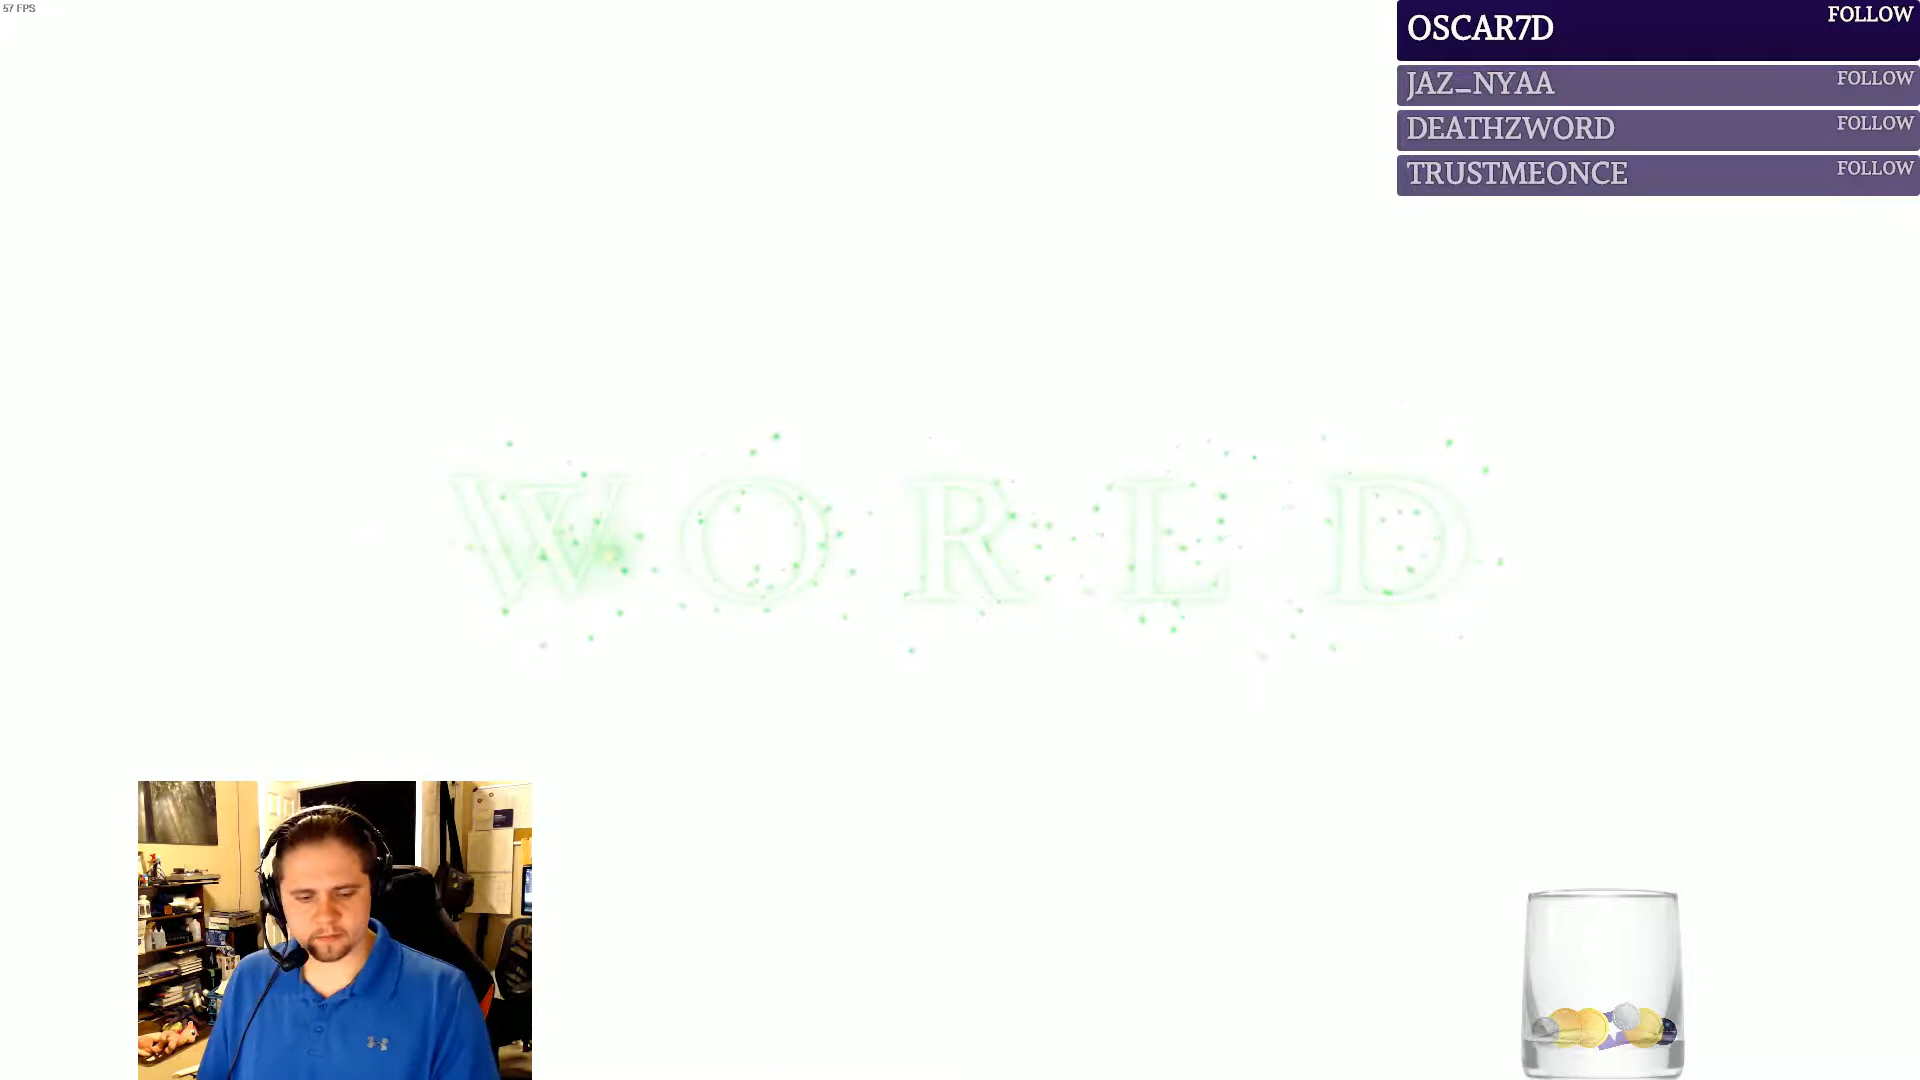 57 FPS
OSCAR7D FOLLOW
JAZ_NYAA FOLLOW
DEATHZWORD FOLLOW
TRUSTMEONCE FOLLOW
WORLD